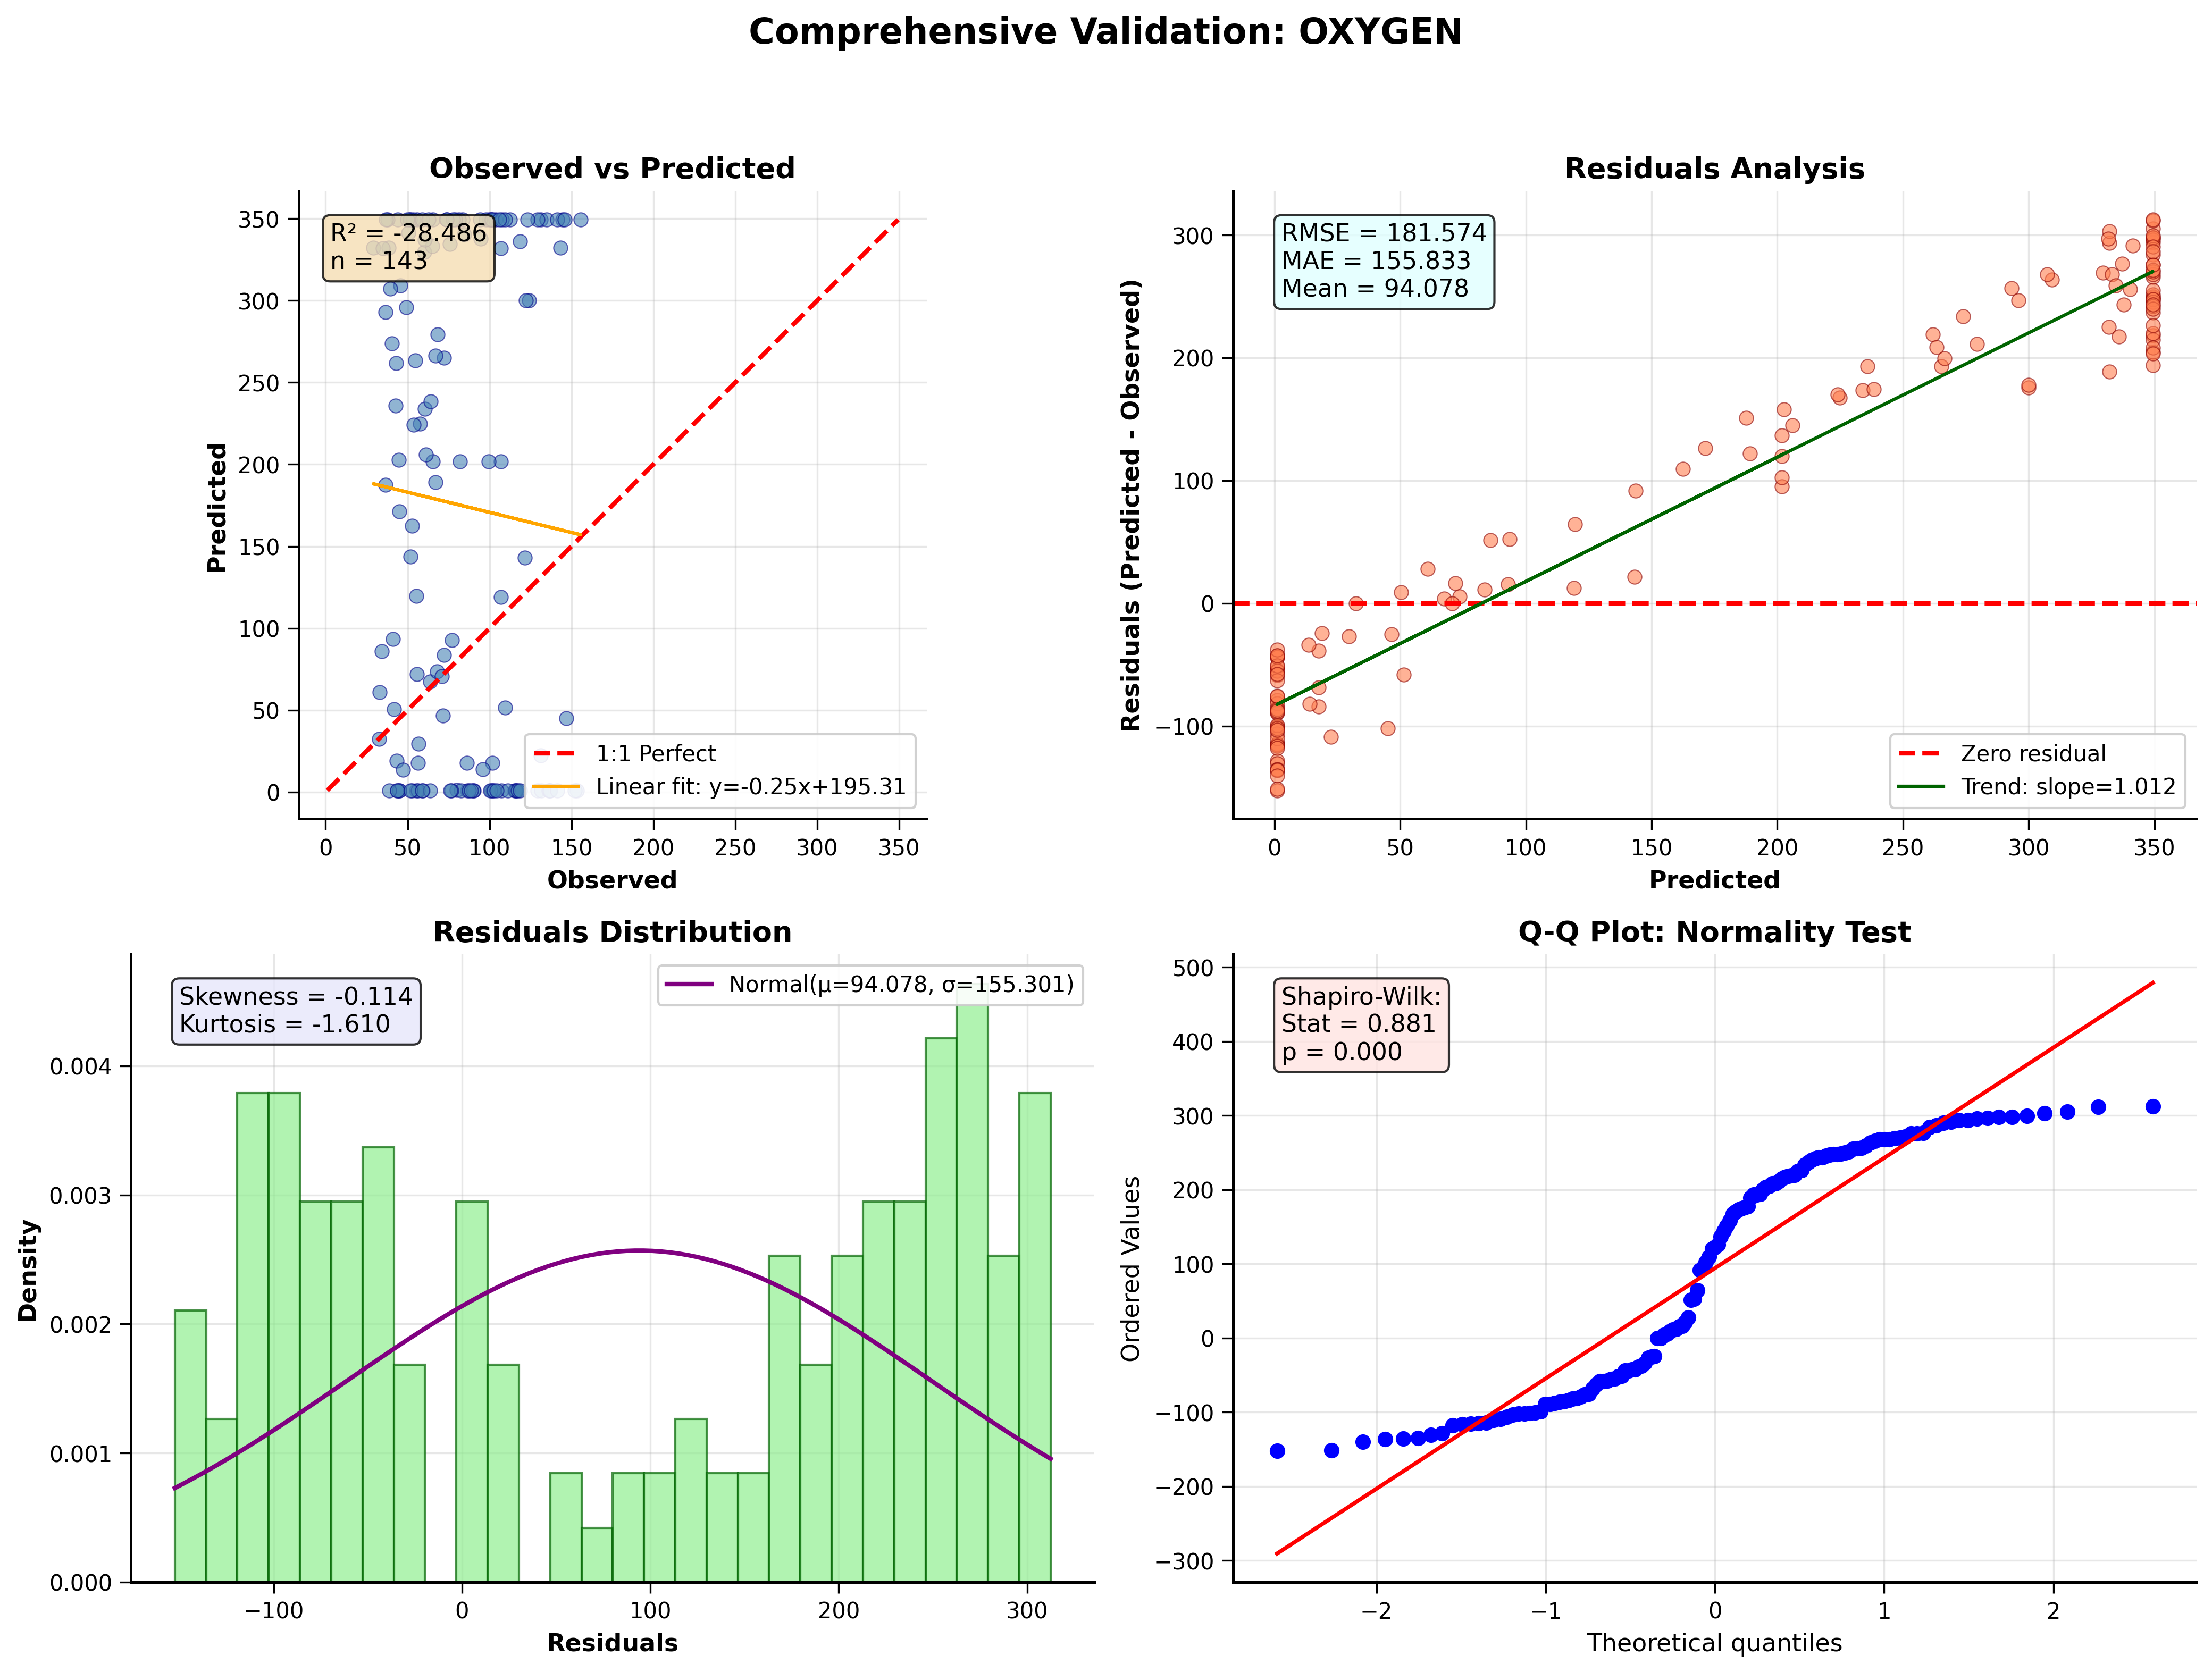 Comprehensive Validation: OXYGEN
Observed vs Predicted
R² = -28.486
n = 143
350
300
250
200
150
100
50
0
Predicted
1:1 Perfect
Linear fit: y=-0.25x+195.31
0 50 100 150 200 250 300 350
Observed
Residuals Analysis
RMSE = 181.574
MAE = 155.833
Mean = 94.078
300
200
100
0
−100
Residuals (Predicted - Observed)
Zero residual
Trend: slope=1.012
0 50 100 150 200 250 300 350
Predicted
Residuals Distribution
Skewness = -0.114
Kurtosis = -1.610
Normal(μ=94.078, σ=155.301)
0.004
0.003
0.002
0.001
0.000
Density
−100 0 100 200 300
Residuals
Q-Q Plot: Normality Test
Shapiro-Wilk:
Stat = 0.881
p = 0.000
500
400
300
200
100
0
−100
−200
−300
Ordered Values
−2 −1 0 1 2
Theoretical quantiles